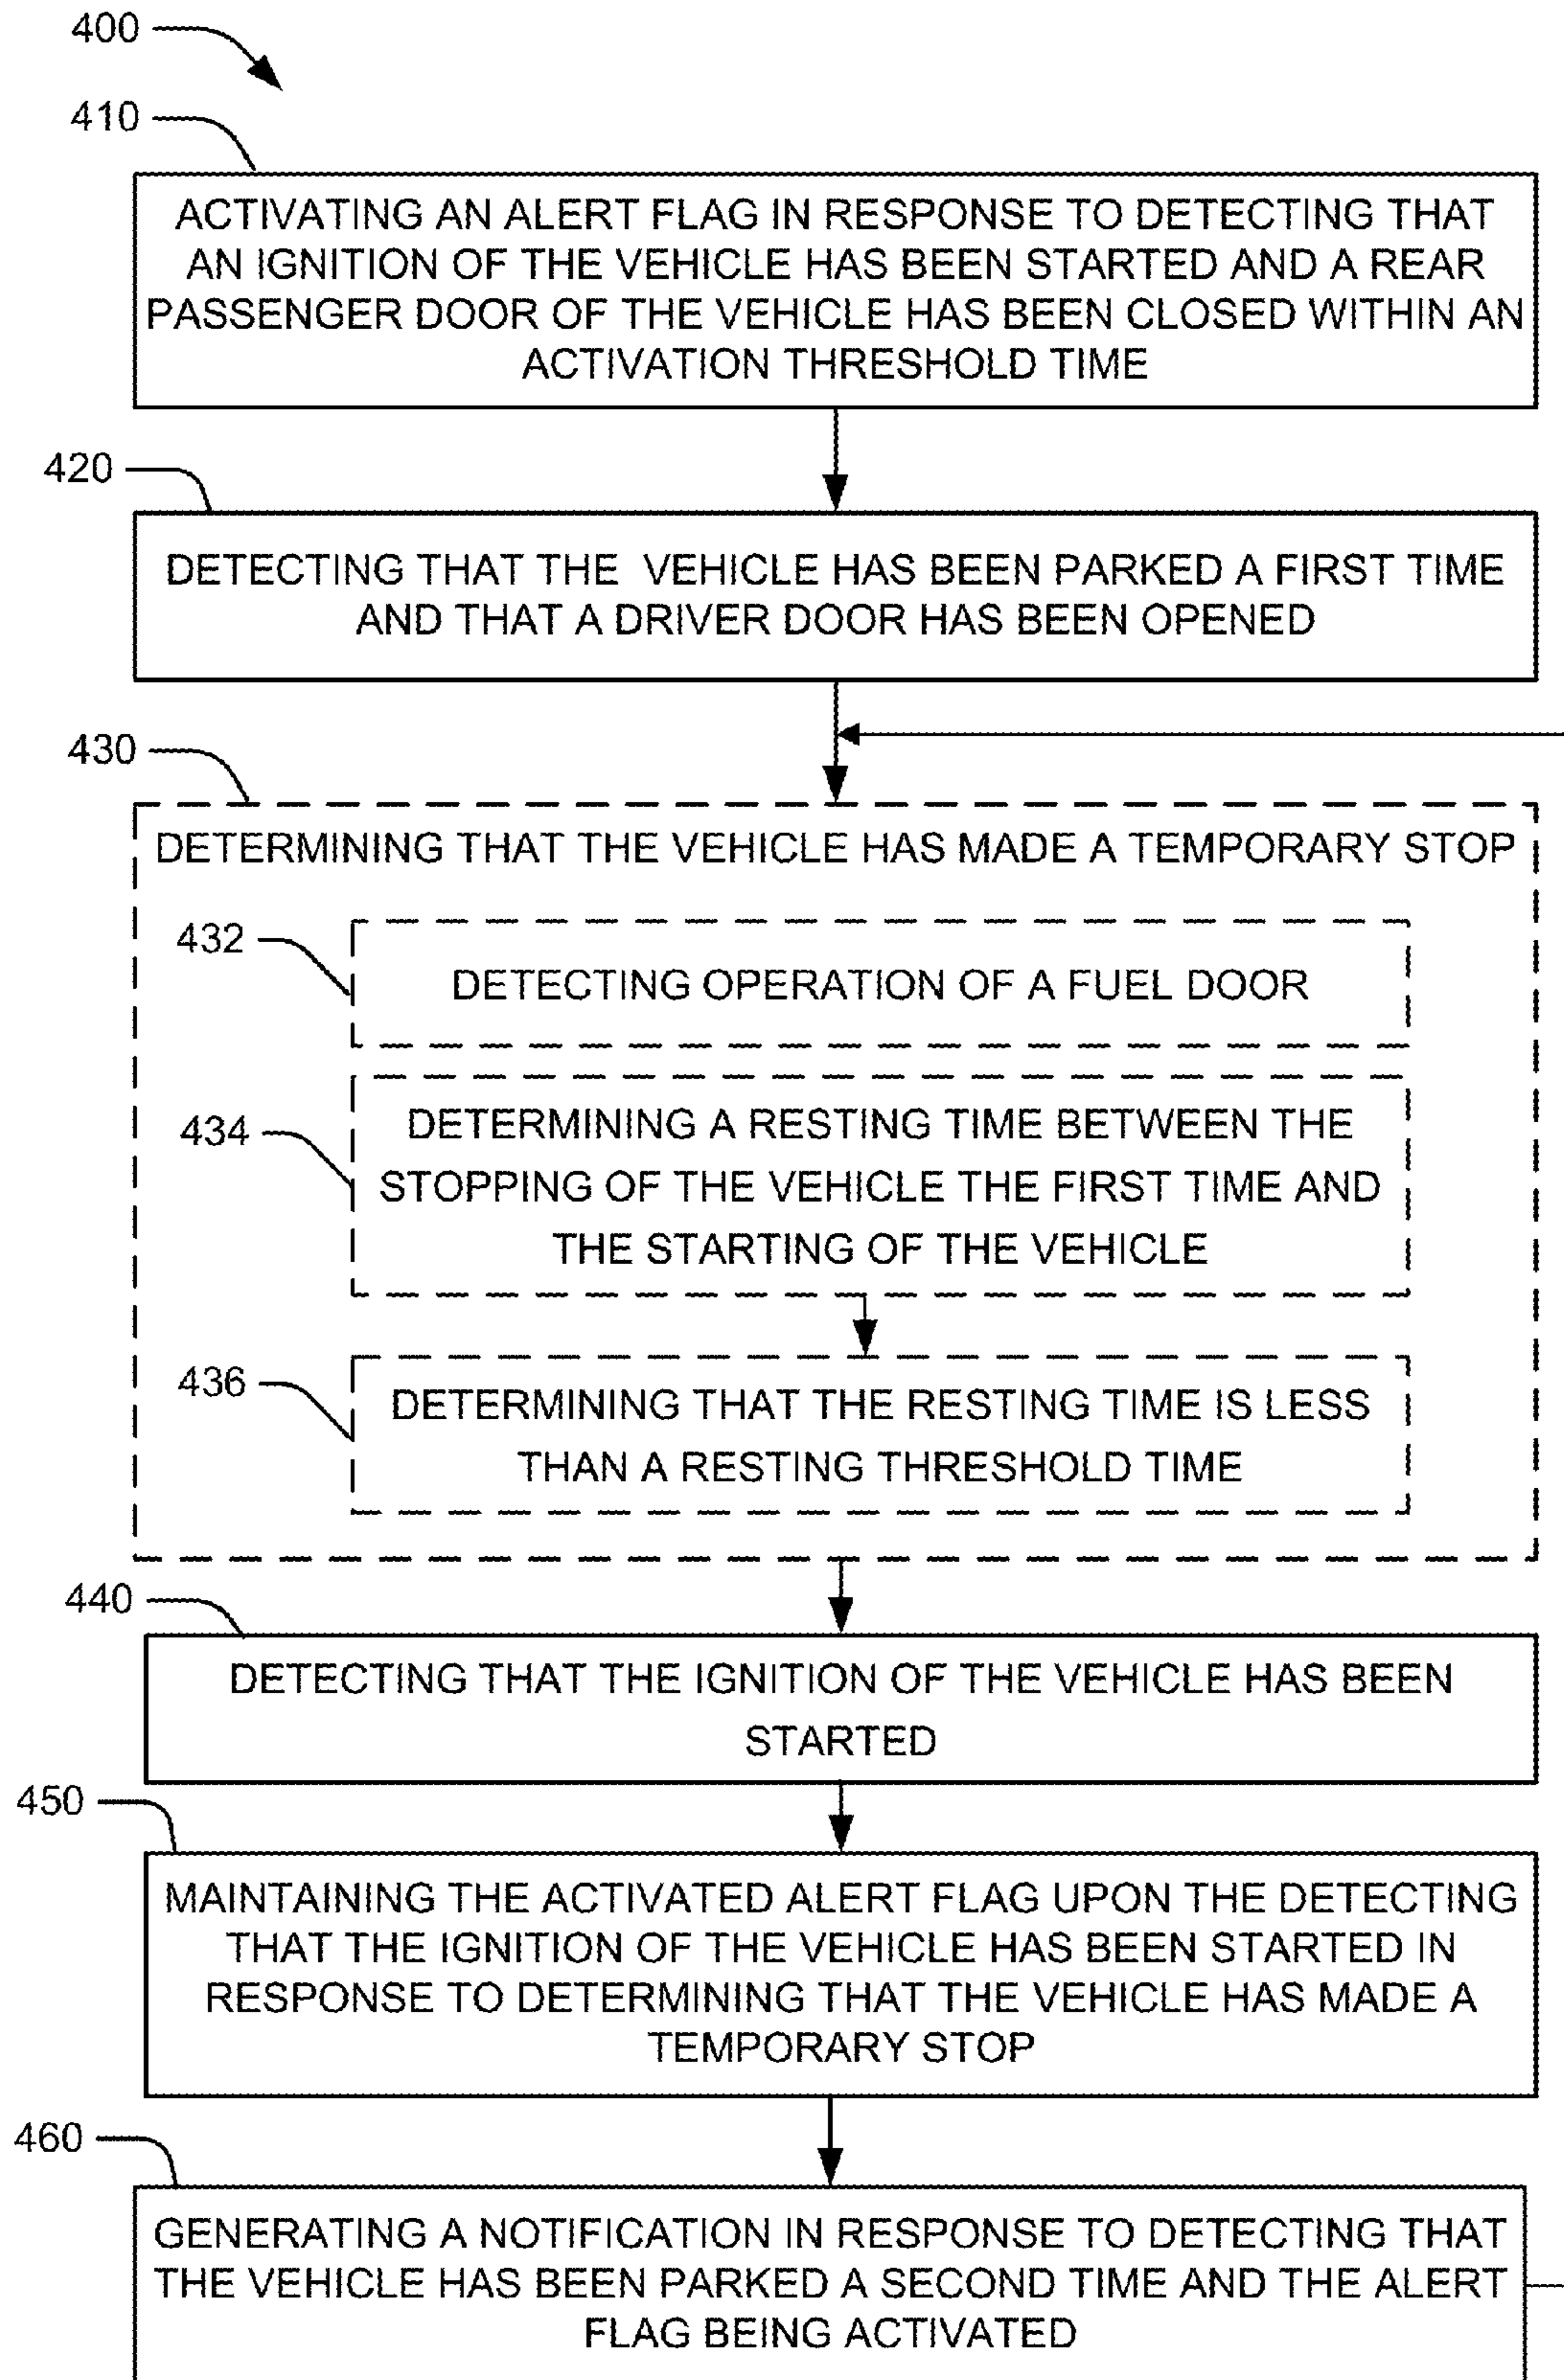 400
410
ACTIVATING AN ALERT FLAG IN RESPONSE TO DETECTING THAT
AN IGNITION OF THE VEHICLE HAS BEEN STARTED AND A REAR
PASSENGER DOOR OF THE VEHICLE HAS BEEN CLOSED WITHIN AN
ACTIVATION THRESHOLD TIME
420
DETECTING THAT THE VEHICLE HAS BEEN PARKED A FIRST TIME
AND THAT A DRIVER DOOR HAS BEEN OPENED
430
DETERMINING THAT THE VEHICLE HAS MADE A TEMPORARY STOP
432
DETECTING OPERATION OF A FUEL DOOR
434
DETERMINING A RESTING TIME BETWEEN THE
STOPPING OF THE VEHICLE THE FIRST TIME AND
THE STARTING OF THE VEHICLE
436
DETERMINING THAT THE RESTING TIME IS LESS
THAN A RESTING THRESHOLD TIME
440
DETECTING THAT THE IGNITION OF THE VEHICLE HAS BEEN
STARTED
450
MAINTAINING THE ACTIVATED ALERT FLAG UPON THE DETECTING
THAT THE IGNITION OF THE VEHICLE HAS BEEN STARTED IN
RESPONSE TO DETERMINING THAT THE VEHICLE HAS MADE A
TEMPORARY STOP
460
GENERATING A NOTIFICATION IN RESPONSE TO DETECTING THAT
THE VEHICLE HAS BEEN PARKED A SECOND TIME AND THE ALERT
FLAG BEING ACTIVATED